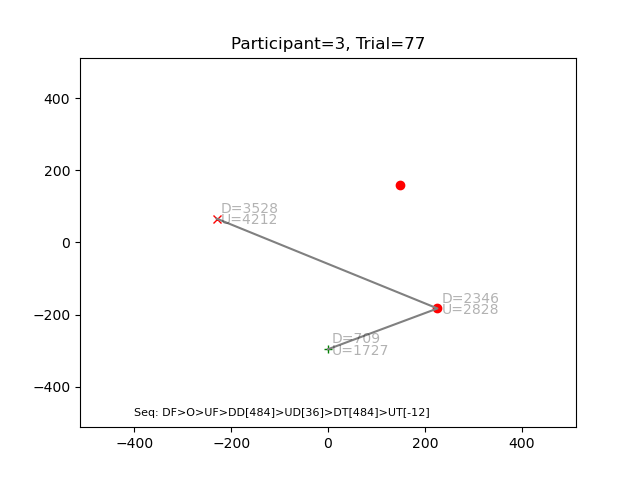 Participant=3, Trial=77
400
200
0
−200
−400
D=3528
U=4212
D=2346
U=2828
D=709
U=1727
Seq: DF>O>UF>DD[484]>UD[36]>DT[484]>UT[-12]
−400
−200
0
200
400